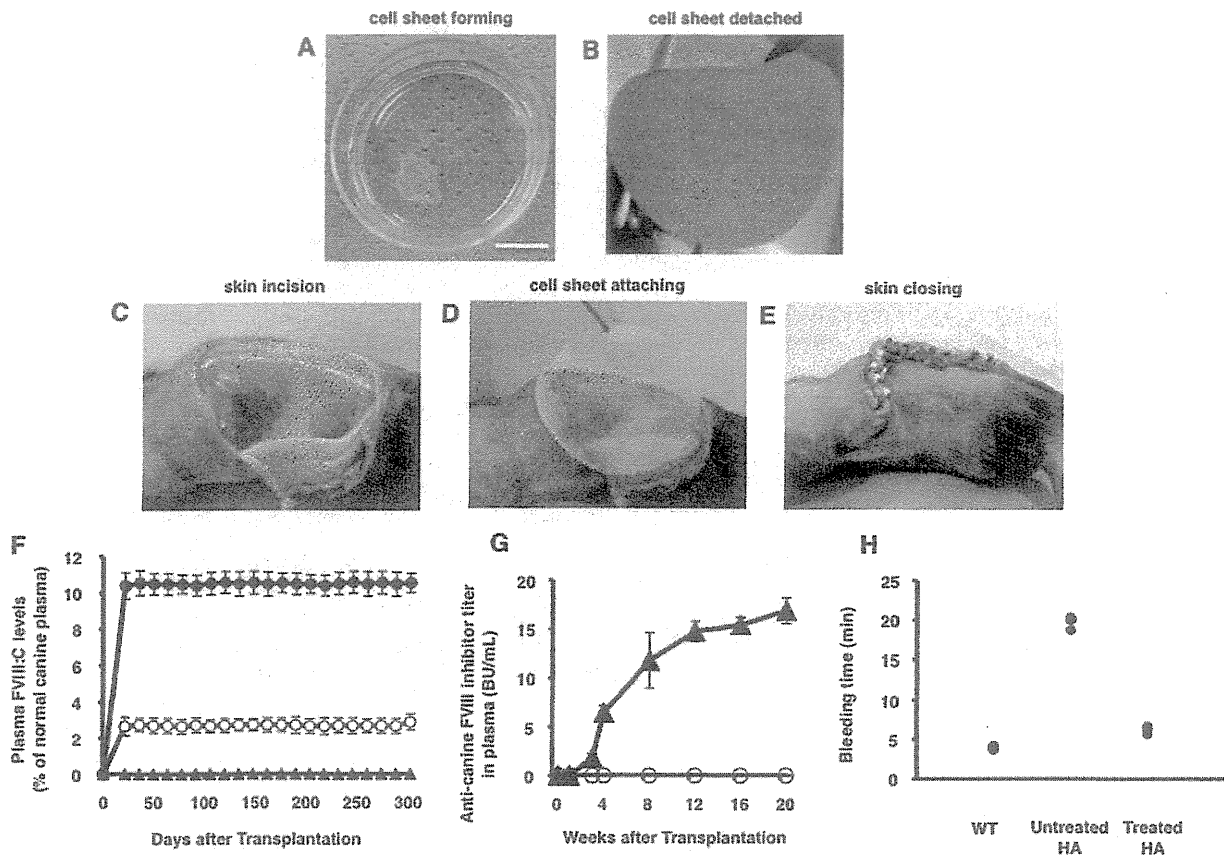 cell sheet forming
cell sheet detached
A
B
skin incision
cell sheet attaching
skin closing
C
D
E
F
Plasma FVIII:C levels
(% of normal canine plasma)
12
10
8
6
4
2
0
50
100
150
200
250
300
Days after Transplantation
G
Anti-canine FVIII inhibitor titer
in plasma (BU/mL)
20
15
10
5
0
0
4
8
12
16
20
Weeks after Transplantation
H
Bleeding time (min)
25
20
15
10
5
0
WT
Untreated
HA
Treated
HA